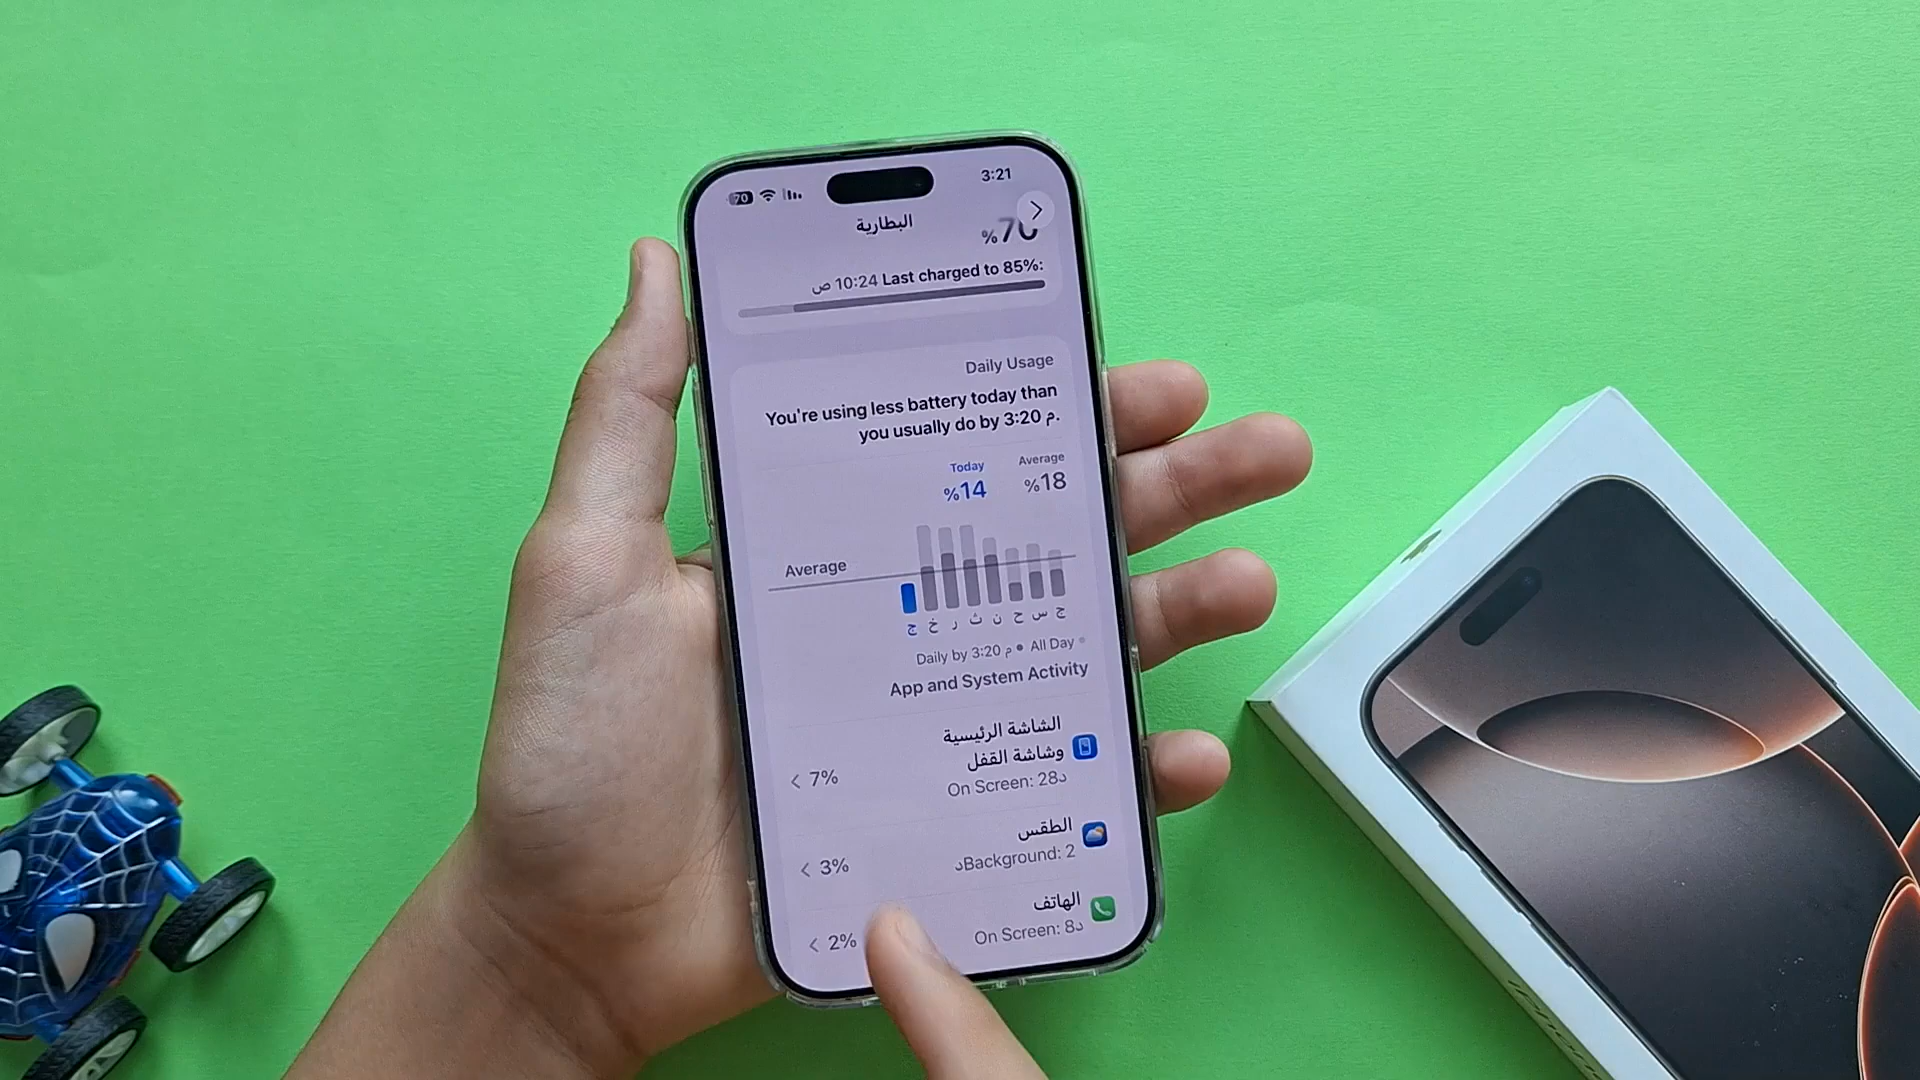 3:21
70
البطارية
%70
Last charged to 85%:
10:24 ص
Daily Usage
You're using less battery today than
you usually do by 3:20 م.
Average
%18
Today
%14
Average
ج س ح ن ث ر خ ج
Daily by 3:20 م
All Day
App and System Activity
الشاشة الرئيسية
وشاشة القفل
On Screen: 28د
7%
الطقس
Background: 2د
3%
الهاتف
On Screen: 8د
2%
iPhone